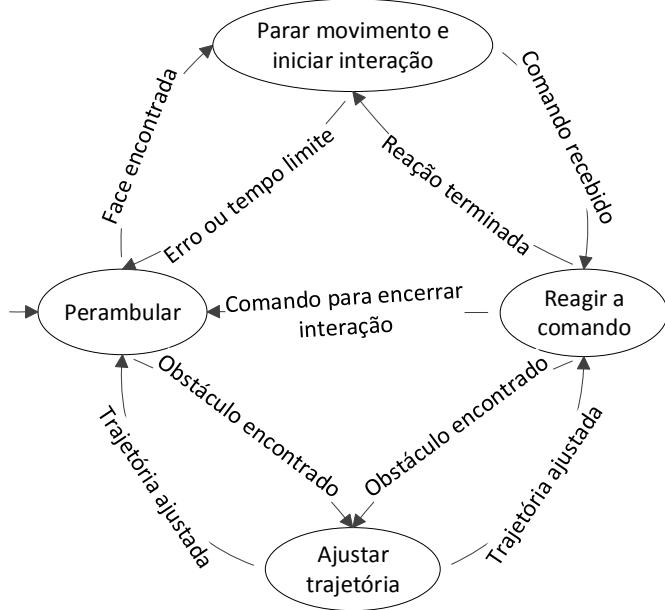 Parar movimento e
iniciar interação
Face encontrada
Comando recebido
Erro ou tempo limite
Reação terminada
Perambular
Comando para encerrar
interação
Reagir a
comando
Obstáculo encontrado
Obstáculo encontrado
Trajetória ajustada
Trajetória ajustada
Ajustar
trajetória